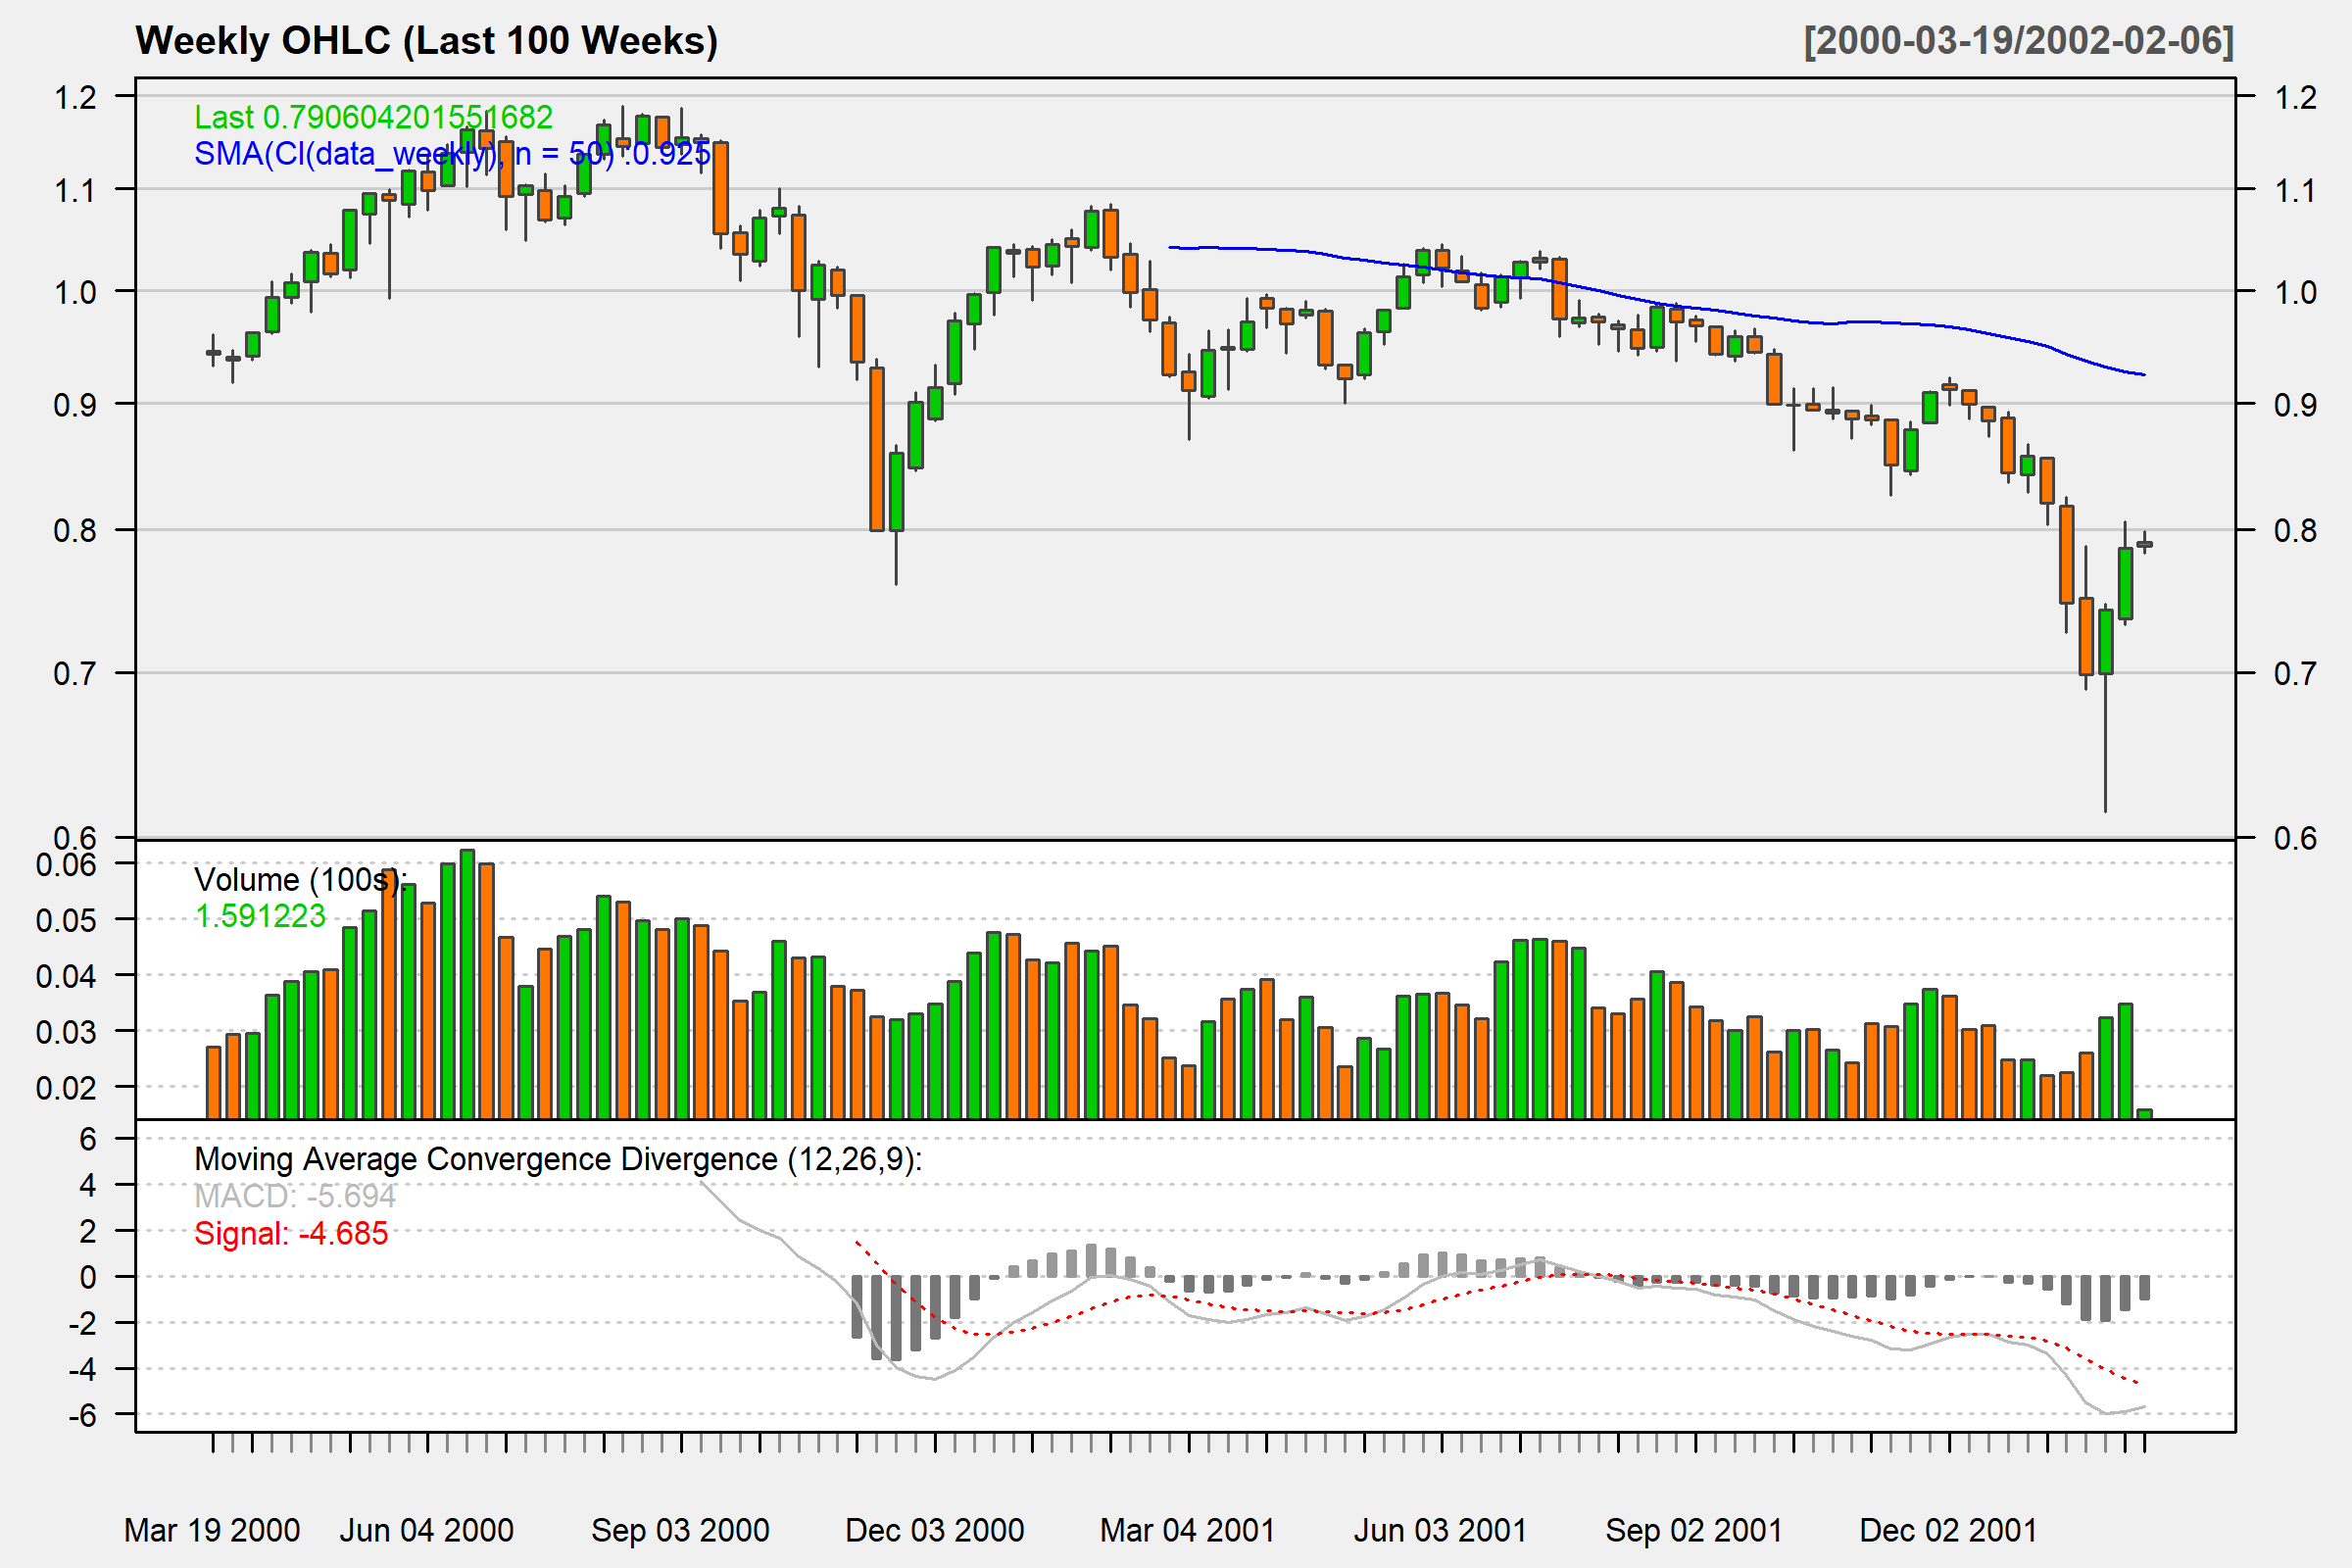 Weekly OHLC (Last 100 Weeks) [2000-03-19/2002-02-06]
Last 0.790604201551682
SMA(Cl(data_weekly), n = 50) :0.925
1.2 1.2
1.1 1.1
1.0 1.0
0.9 0.9
0.8 0.8
0.7 0.7
0.6 0.6
Volume (100s):
1.591223
0.06
0.05
0.04
0.03
0.02
Moving Average Convergence Divergence (12,26,9):
MACD: -5.694
Signal: -4.685
6
4
2
0
-2
-4
-6
Mar 19 2000 Jun 04 2000 Sep 03 2000 Dec 03 2000 Mar 04 2001 Jun 03 2001 Sep 02 2001 Dec 02 2001